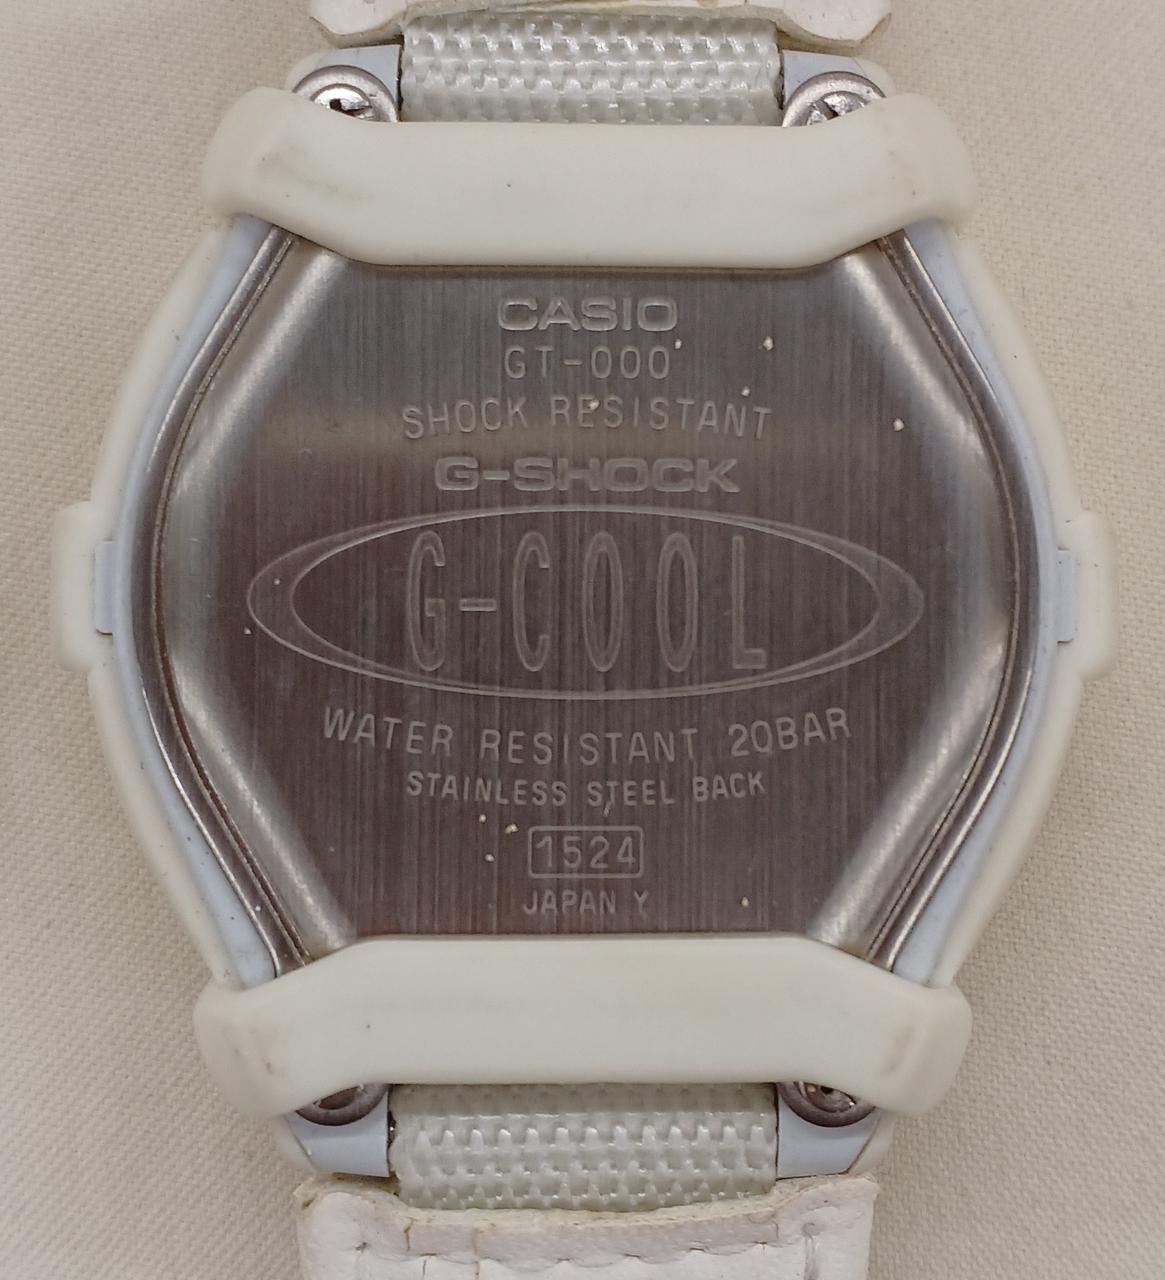 CASIO
GT-000
SHOCK RESISTANT
G-SHOCK
G-COOL
WATER RESISTANT 20BAR
STAINLESS STEEL BACK
1524
JAPAN Y